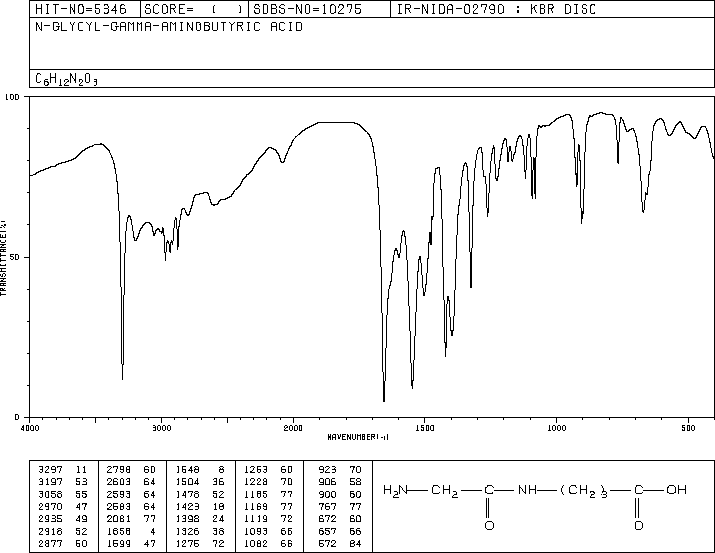 HIT-NO=5346 SCORE= ( ) SDBS-NO=10275 IR-NIDA-02790 : KBR DISC
N-GLYCYL-GAMMA-AMINOBUTYRIC ACID
C6H12N2O3
100
50
0
TRANSMITTANCE(%)
4000 3000 2000 1500 1000 500
WAVENUMBER(-1)
3297 11 2798 60 1548 8 1263 60 923 70
3197 53 2603 64 1504 36 1228 70 906 58
3058 55 2593 64 1478 52 1185 77 900 60
2970 47 2583 64 1423 18 1169 77 767 77
2935 49 2081 77 1398 24 1119 72 672 60
2918 52 1658 4 1326 38 1093 66 657 66
2877 50 1599 47 1275 72 1082 66 572 84
H2N CH2 C NH (CH2)3 C OH
O O